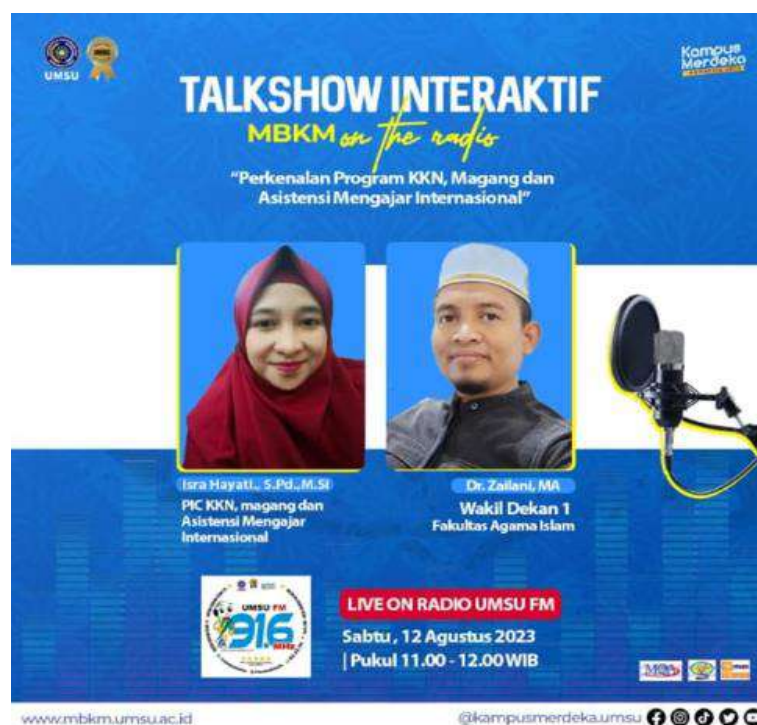 UMSU
Kampus
Merdeka
TALKSHOW INTERAKTIF
MBKM on the radio
"Perkenalan Program KKN, Magang dan
Asistensi Mengajar Internasional"
Isra Hayati., S.Pd.,M.SI
PIC KKN, magang dan
Asistensi Mengajar
Internasional
Dr. Zailani, MA
Wakil Dekan 1
Fakultas Agama Islam
UMSU FM
91.6
MHz
LIVE ON RADIO UMSU FM
Sabtu , 12 Agustus 2023
| Pukul 11.00 - 12.00 WIB
www.mbkm.umsu.ac.id
@kampusmerdeka.umsu